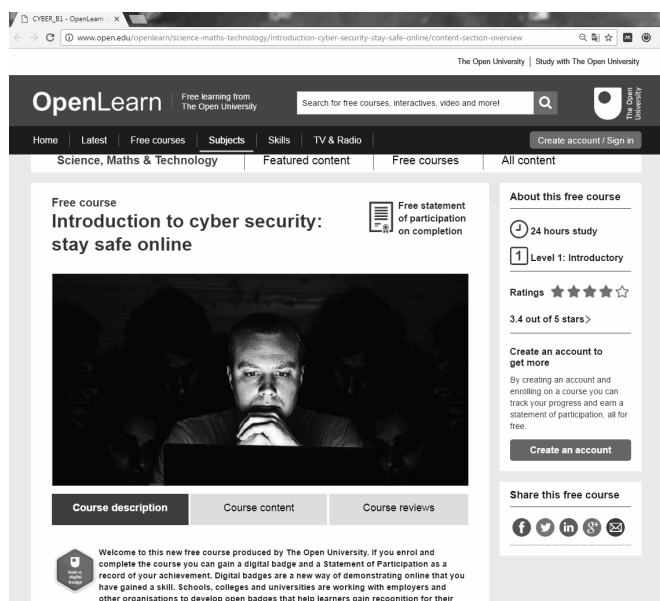 CYBER_B1 - OpenLearn -
www.open.edu/openlearn/science-maths-technology/introduction-cyber-security-stay-safe-online/content-section-overview
The Open University | Study with The Open University
OpenLearn
Free learning from
The Open University
Search for free courses, interactives, video and more!
The Open
University
Home Latest Free courses Subjects Skills TV & Radio
Create account / Sign in
Science, Maths & Technology Featured content Free courses All content
Free course
Introduction to cyber security:
stay safe online
Free statement
of participation
on completion
Course description Course content Course reviews
Gain a
digital
badge
Welcome to this new free course produced by The Open University. If you enrol and
complete the course you can gain a digital badge and a Statement of Participation as a
record of your achievement. Digital badges are a new way of demonstrating online that you
have gained a skill. Schools, colleges and universities are working with employers and
other organisations to develop open badges that help learners gain recognition for their
About this free course
24 hours study
1 Level 1: Introductory
Ratings
3.4 out of 5 stars
Create an account to
get more
By creating an account and
enrolling on a course you can
track your progress and earn a
statement of participation, all for
free.
Create an account
Share this free course